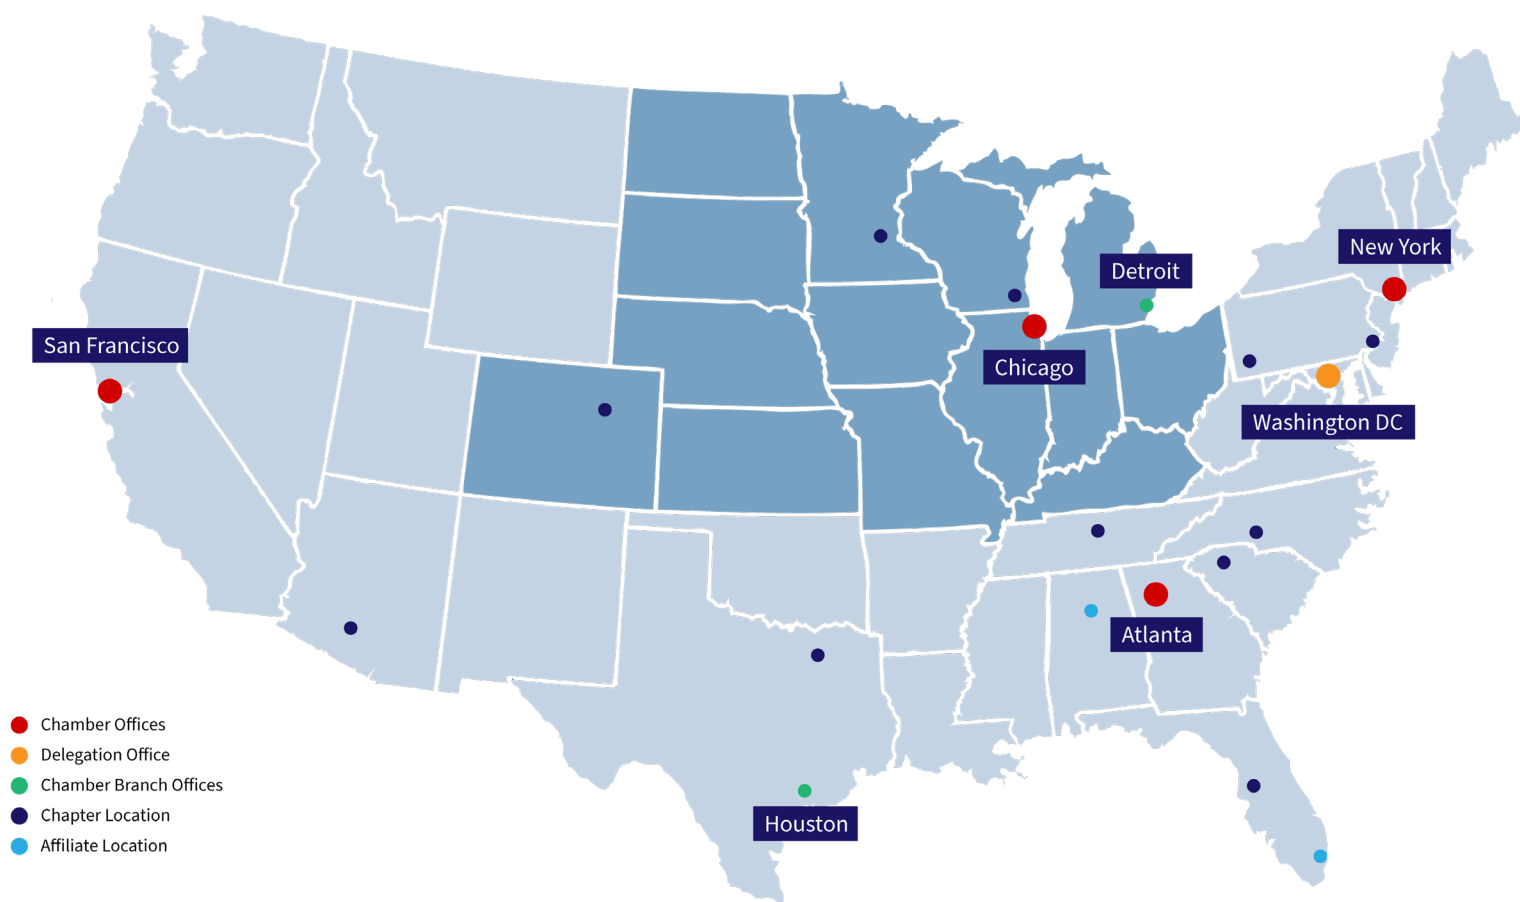 New York
Detroit
San Francisco
Chicago
Washington DC
Atlanta
Chamber Offices
Delegation Office
Chamber Branch Offices
Chapter Location
Affiliate Location
Houston